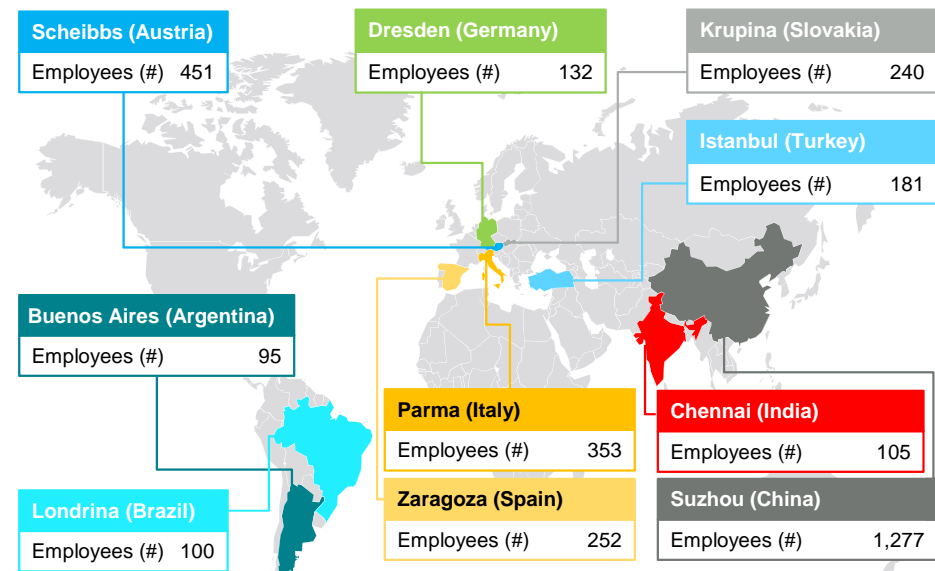 Scheibbs (Austria)
Employees (#) 451
Dresden (Germany)
Employees (#) 132
Krupina (Slovakia)
Employees (#) 240
Istanbul (Turkey)
Employees (#) 181
Buenos Aires (Argentina)
Employees (#) 95
Parma (Italy)
Employees (#) 353
Chennai (India)
Employees (#) 105
Londrina (Brazil)
Employees (#) 100
Zaragoza (Spain)
Employees (#) 252
Suzhou (China)
Employees (#) 1,277